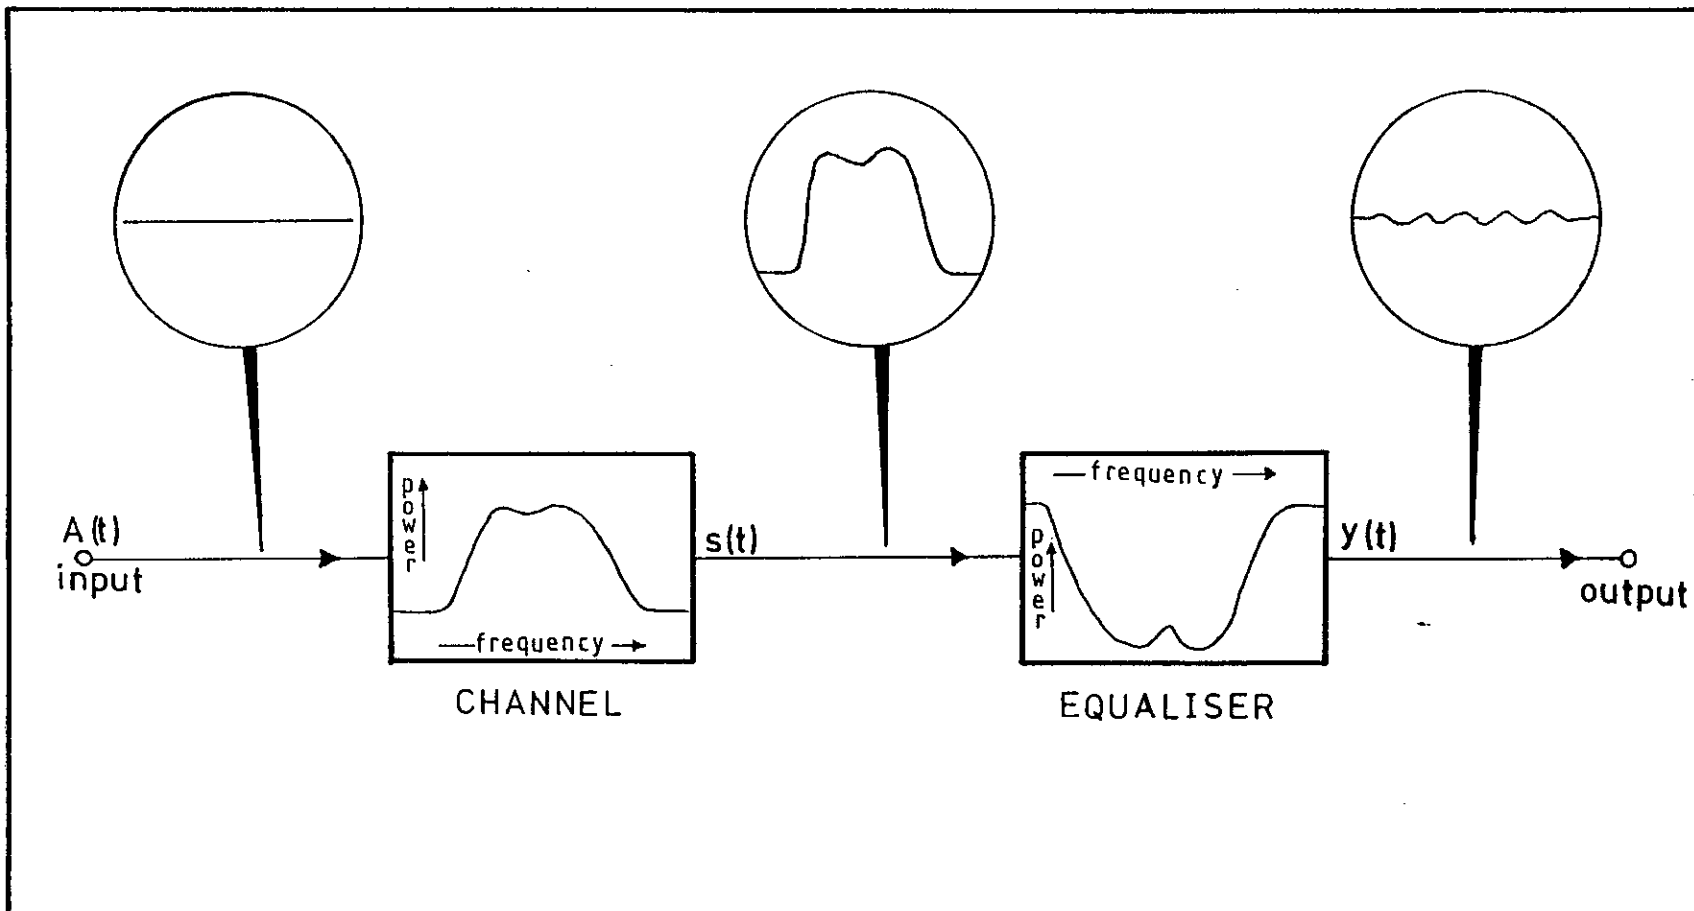 A(t)
input
power
frequency
CHANNEL
s(t)
frequency
power
EQUALISER
y(t)
output